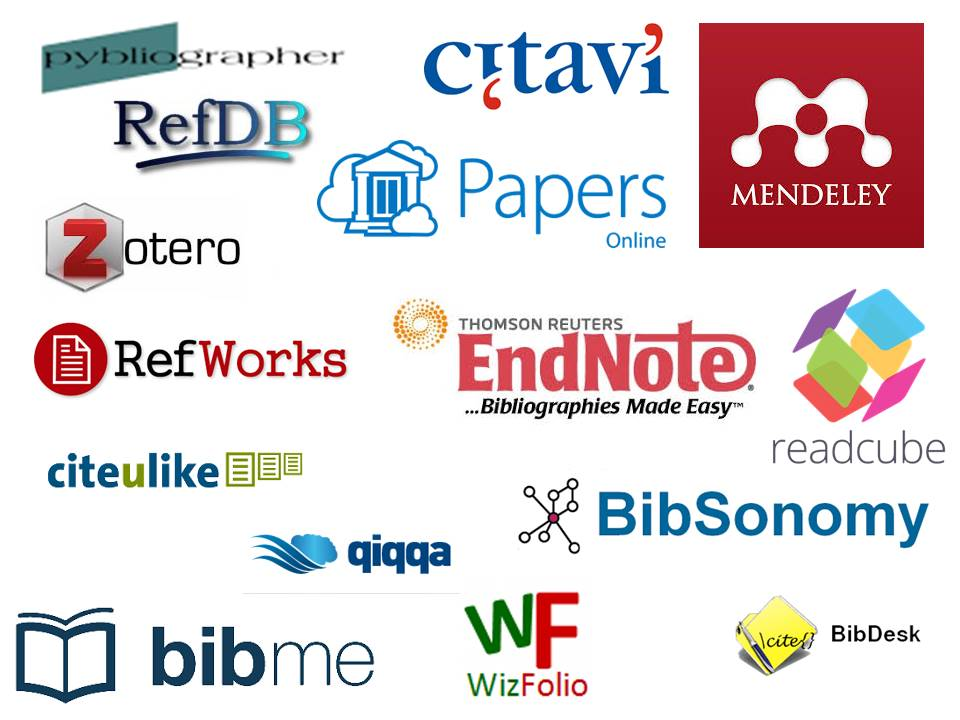 pybliographer
citavi
MENDELEY
RefDB
Papers
Online
Zotero
RefWorks
THOMSON REUTERS
EndNote®
...Bibliographies Made Easy™
readcube
citeulike
BibSonomy
qiqqa
bibme
WF
WizFolio
\cite{}
BibDesk